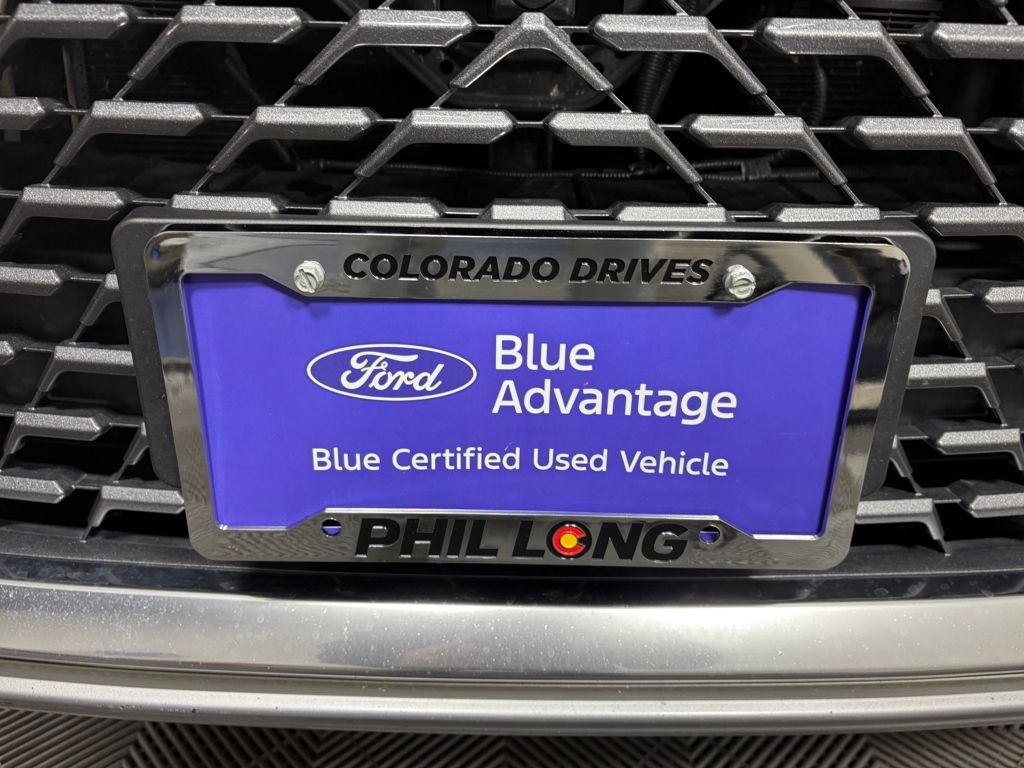 COLORADO DRIVES
Ford
Blue
Advantage
Blue Certified Used Vehicle
PHIL LONG